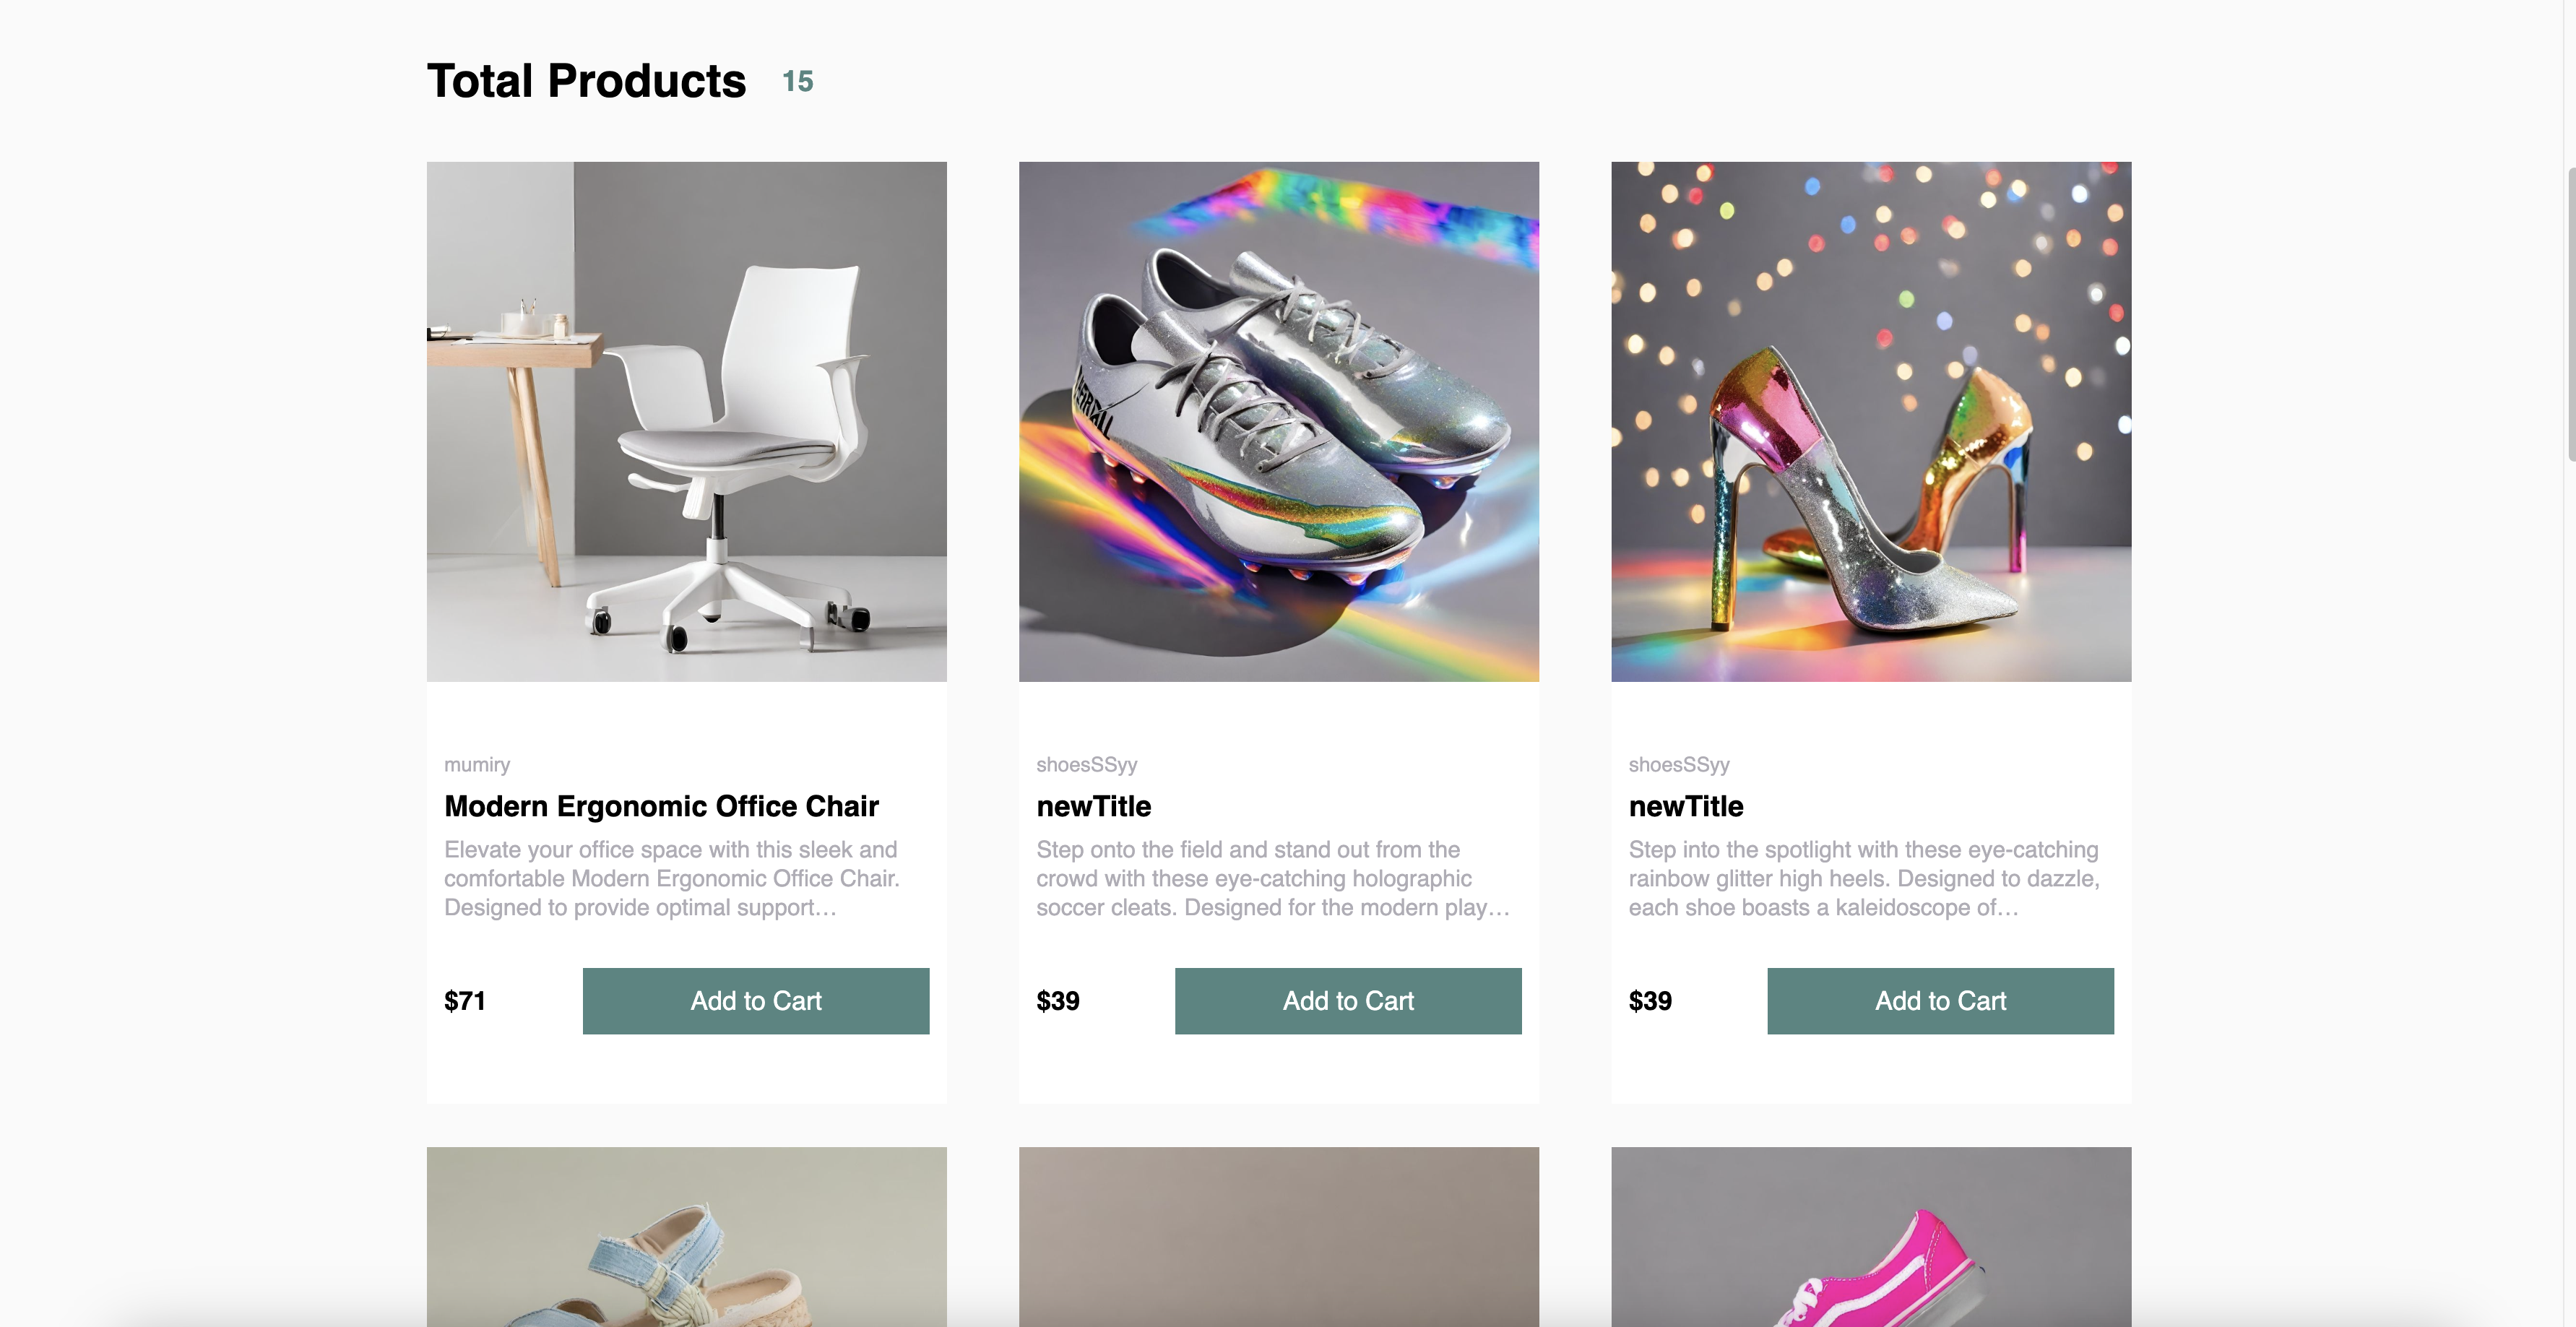 Total Products 15
mumiry
Modern Ergonomic Office Chair
Elevate your office space with this sleek and
comfortable Modern Ergonomic Office Chair.
Designed to provide optimal support…
$71 Add to Cart
shoesSSyy
newTitle
Step onto the field and stand out from the
crowd with these eye-catching holographic
soccer cleats. Designed for the modern play…
$39 Add to Cart
shoesSSyy
newTitle
Step into the spotlight with these eye-catching
rainbow glitter high heels. Designed to dazzle,
each shoe boasts a kaleidoscope of…
$39 Add to Cart